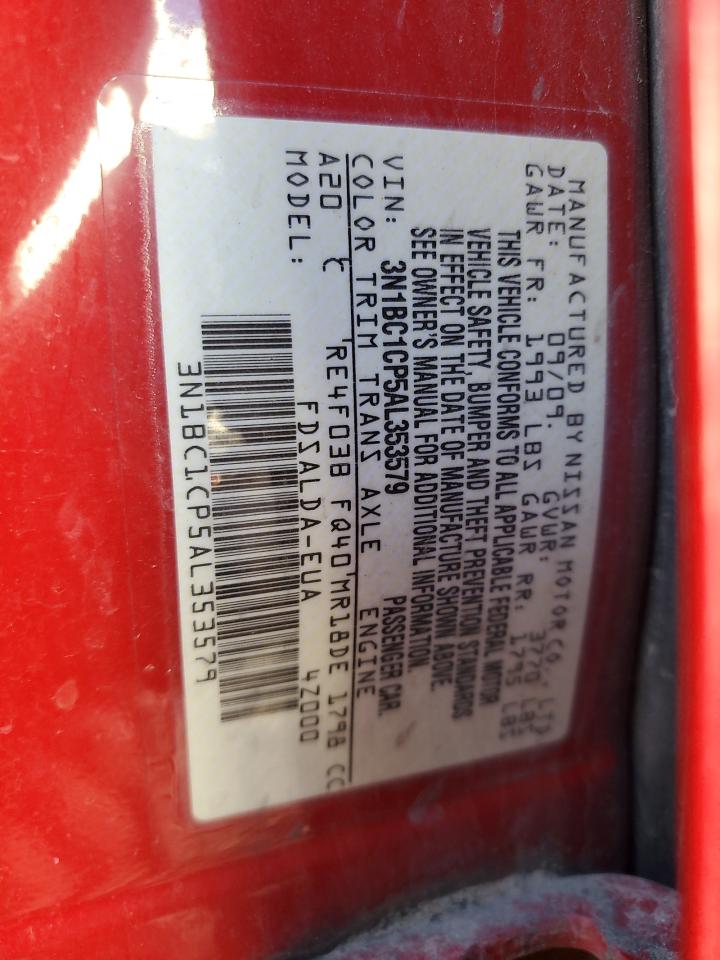 MANUFACTURED BY NISSAN MOTOR CO., LTD
DATE: 09/09. GVWR: 3770 LBS
GAWR FR: 1993 LBS GAWR RR: 1795 LBS
THIS VEHICLE CONFORMS TO ALL APPLICABLE FEDERAL MOTOR
VEHICLE SAFETY, BUMPER AND THEFT PREVENTION STANDARDS
IN EFFECT ON THE DATE OF MANUFACTURE SHOWN ABOVE.
SEE OWNER'S MANUAL FOR ADDITIONAL INFORMATION.
VIN: 3N1BC1CP5AL353579 PASSENGER CAR.
COLOR TRIM TRANS AXLE ENGINE
A20 C RE4F03B FQ40 MR18DE 1798 CC
MODEL: FDSALDA-EUA 4Z000
3N1BC1CP5AL353579